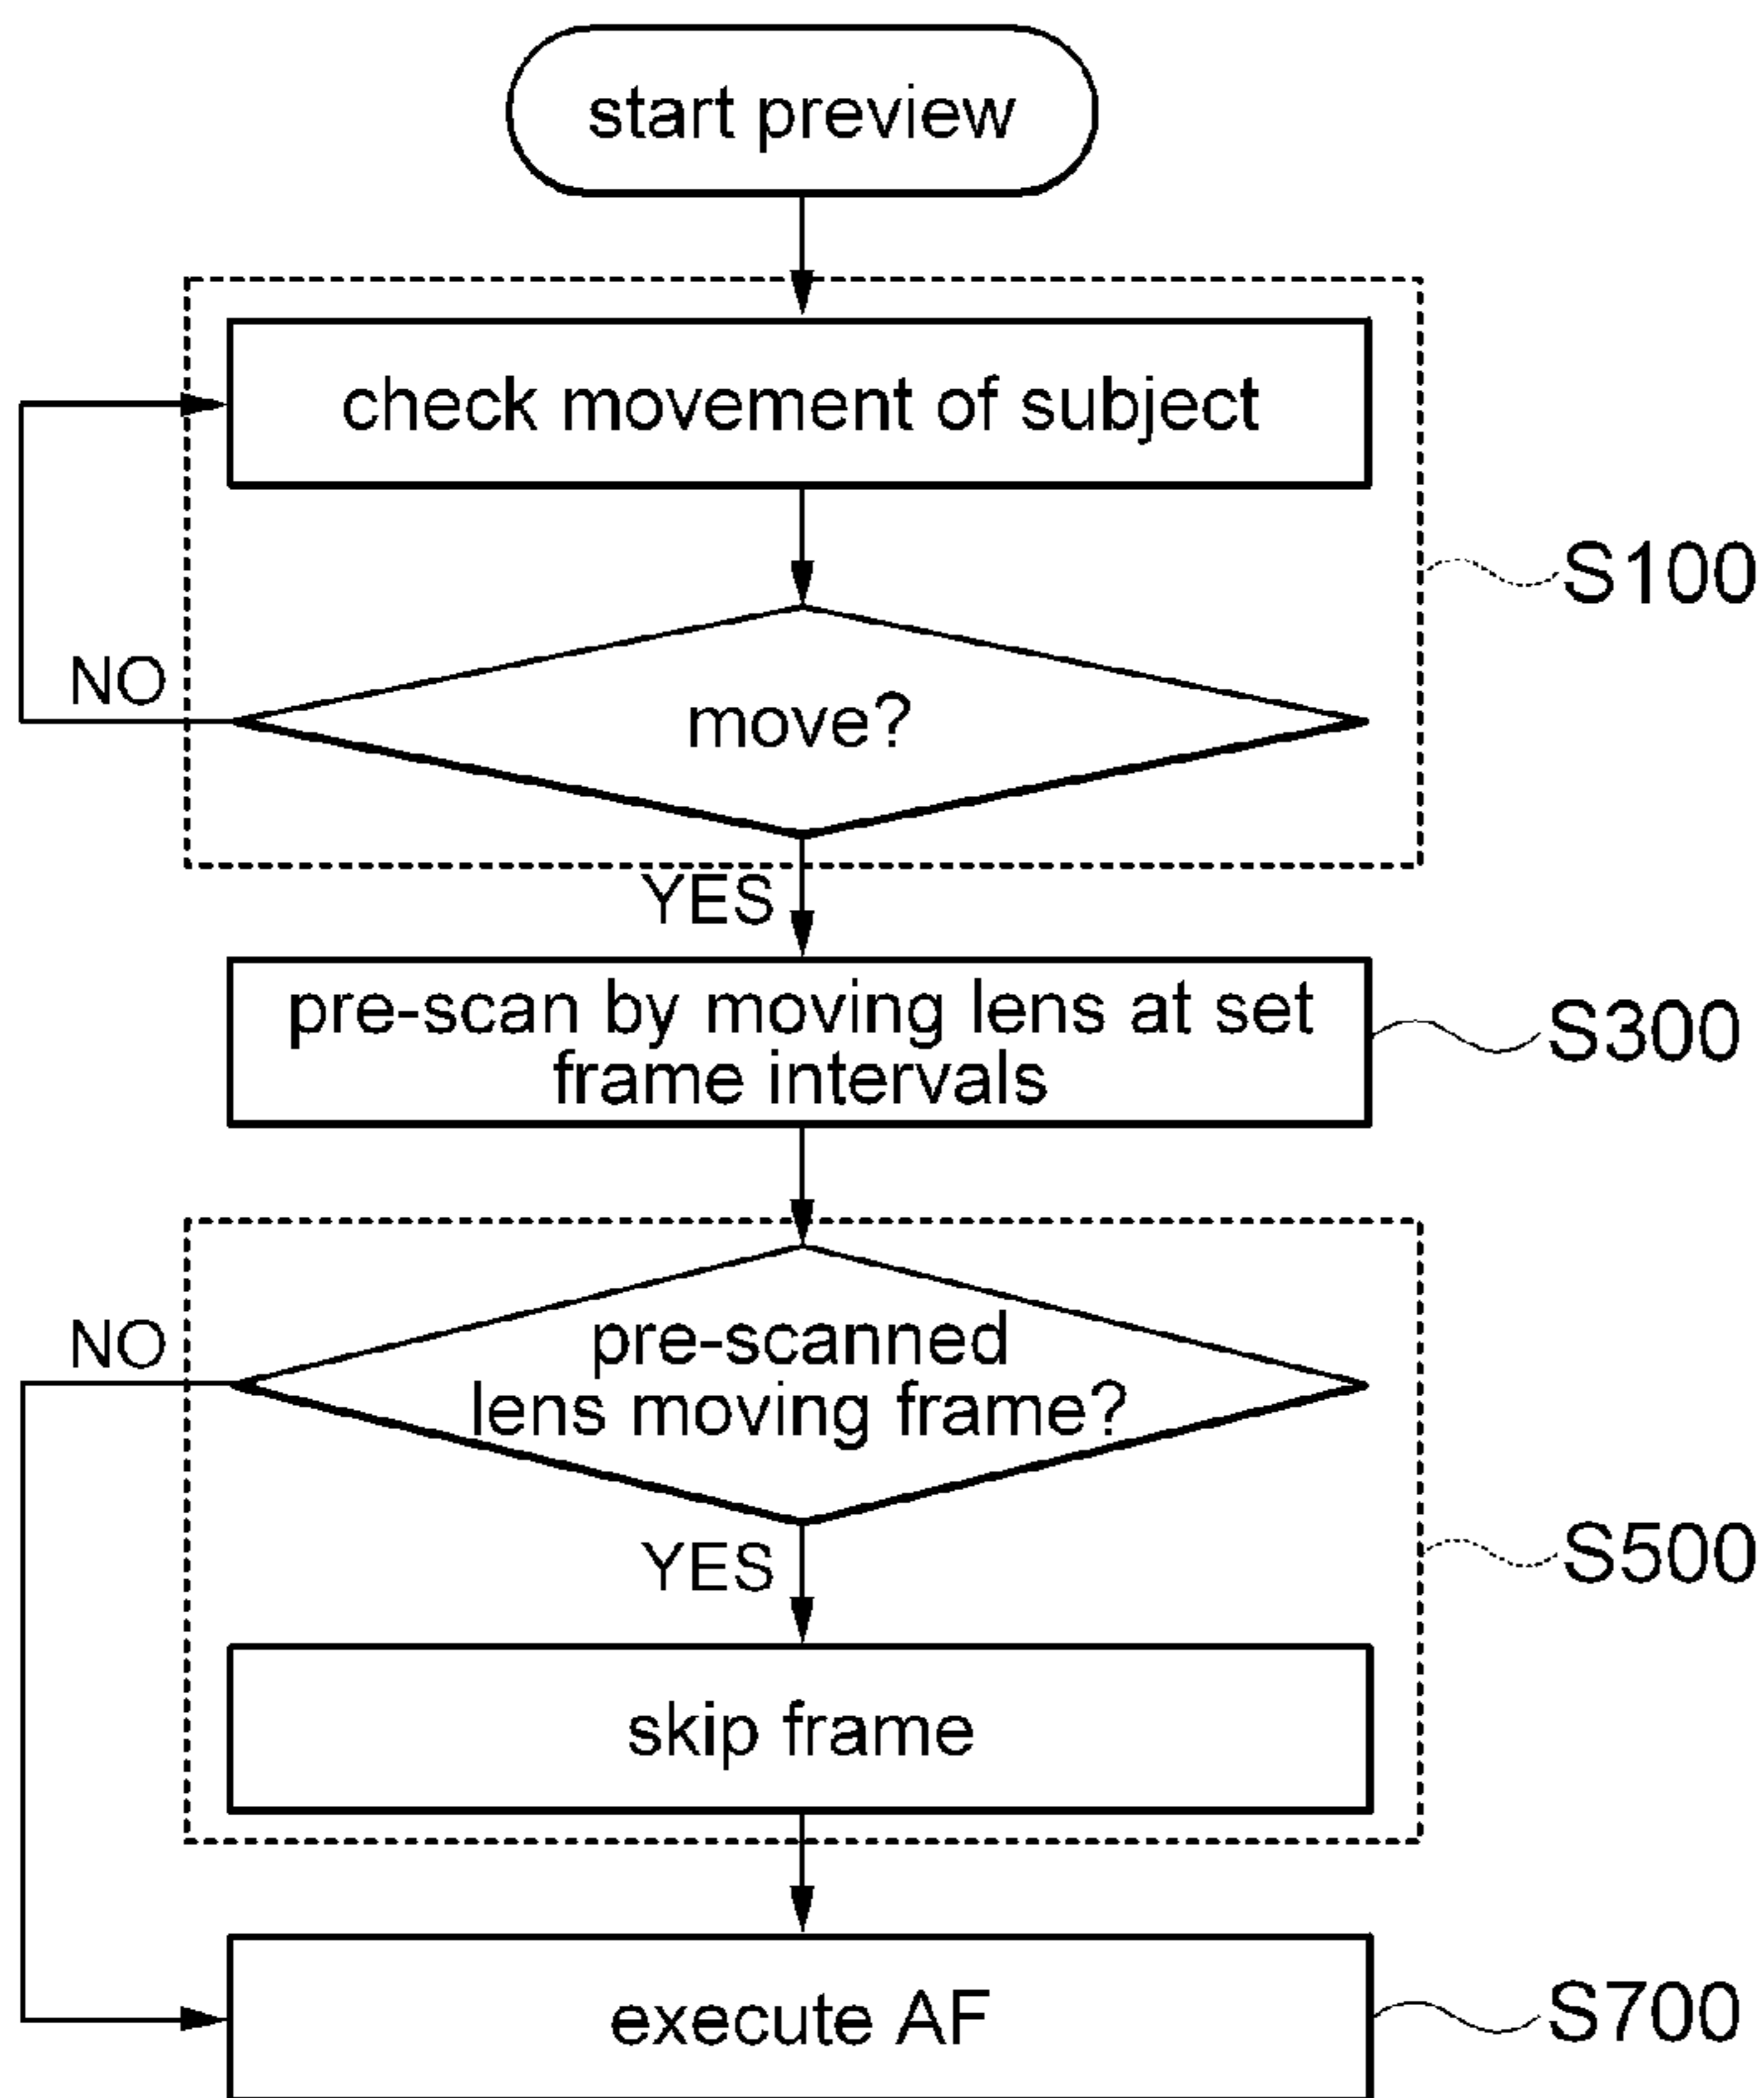 start preview
check movement of subject
S100
NO
move?
YES
pre-scan by moving lens at set
frame intervals
S300
NO
pre-scanned
lens moving frame?
YES
S500
skip frame
execute AF
S700